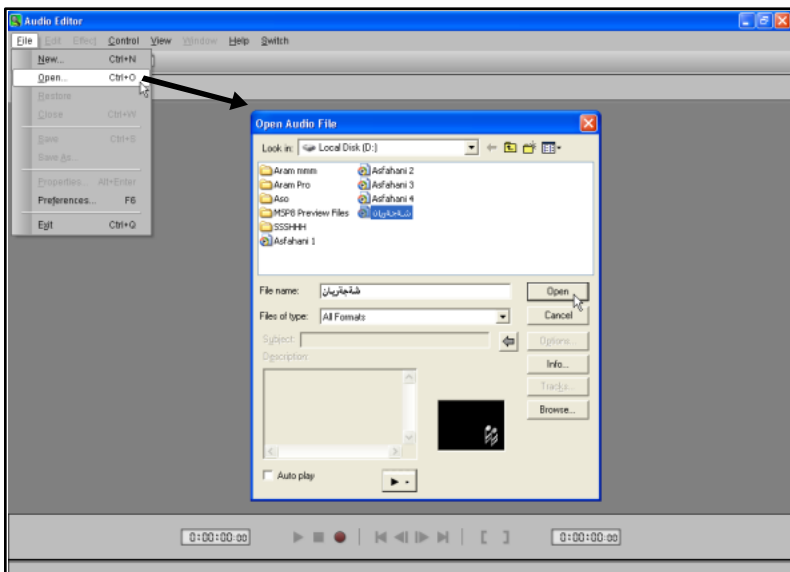 Audio Editor
File Edit Effect Control View Window Help Switch
New... Ctrl+N
Open... Ctrl+O
Restore
Close Ctrl+W
Save Ctrl+S
Save As...
Properties... Alt+Enter
Preferences... F6
Exit Ctrl+Q
Open Audio File
Look in: Local Disk (D:)
Aram mmm Asfahani 2
Aram Pro Asfahani 3
Aso Asfahani 4
MSP8 Preview Files شةجةريان
SSSHHH
Asfahani 1
File name: شةجةريان Open
Files of type: All Formats Cancel
Subject: Options...
Description: Info...
Tracks...
Browse...
Auto play
0:00:00:00 0:00:00:00